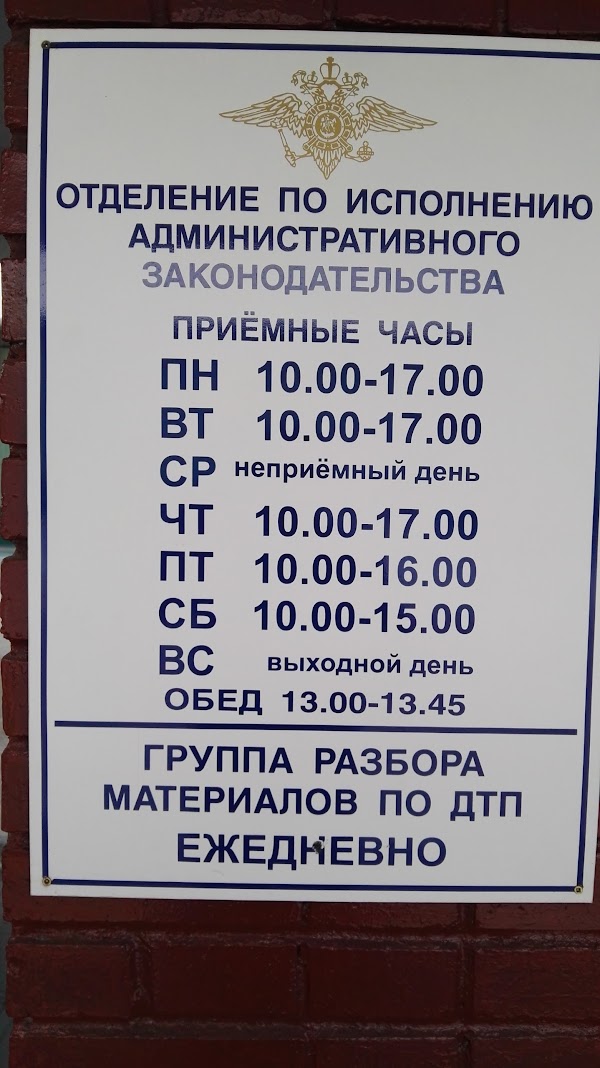 ОТДЕЛЕНИЕ ПО ИСПОЛНЕНИЮ
АДМИНИСТРАТИВНОГО
ЗАКОНОДАТЕЛЬСТВА
ПРИЁМНЫЕ ЧАСЫ
ПН 10.00-17.00
ВТ 10.00-17.00
СР неприёмный день
ЧТ 10.00-17.00
ПТ 10.00-16.00
СБ 10.00-15.00
ВС выходной день
ОБЕД 13.00-13.45
ГРУППА РАЗБОРА
МАТЕРИАЛОВ ПО ДТП
ЕЖЕДНЕВНО